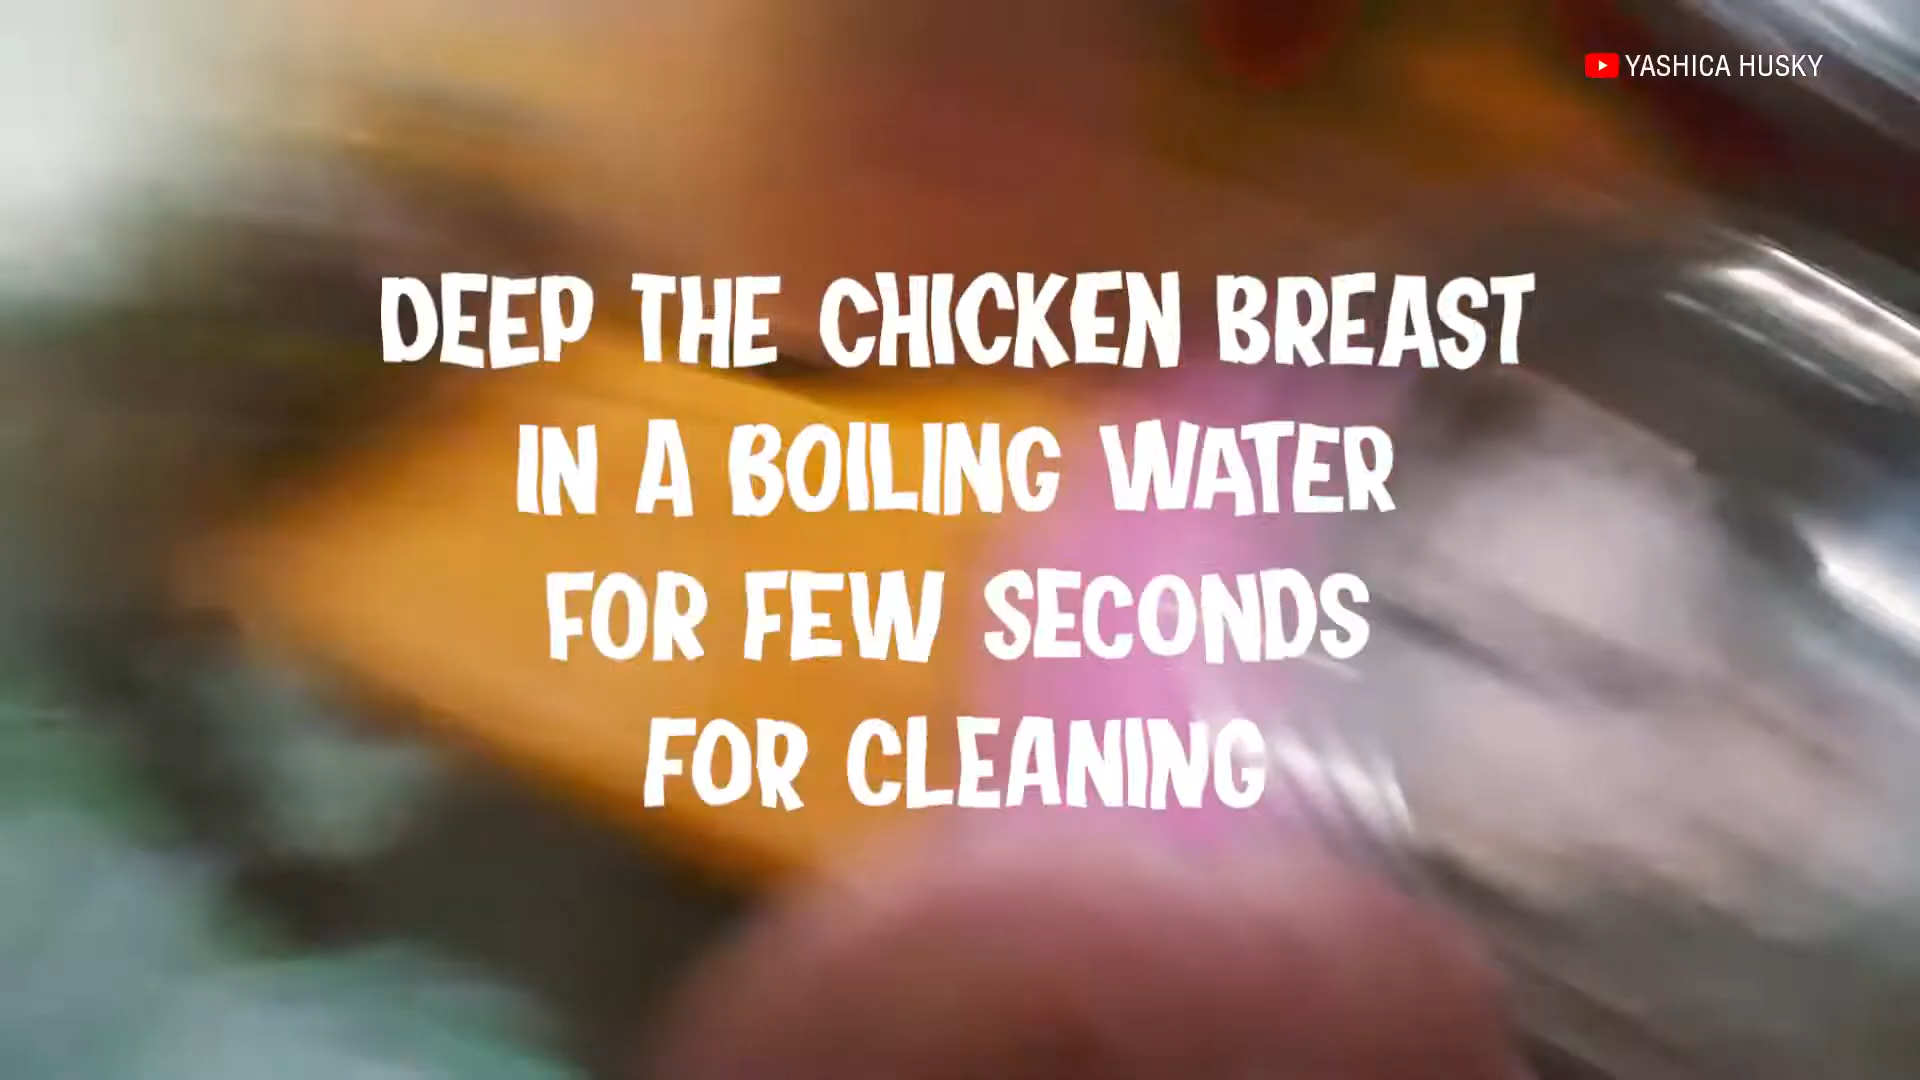 YASHICA HUSKY
DEEP THE CHICKEN BREAST
IN A BOILING WATER
FOR FEW SECONDS
FOR CLEANING